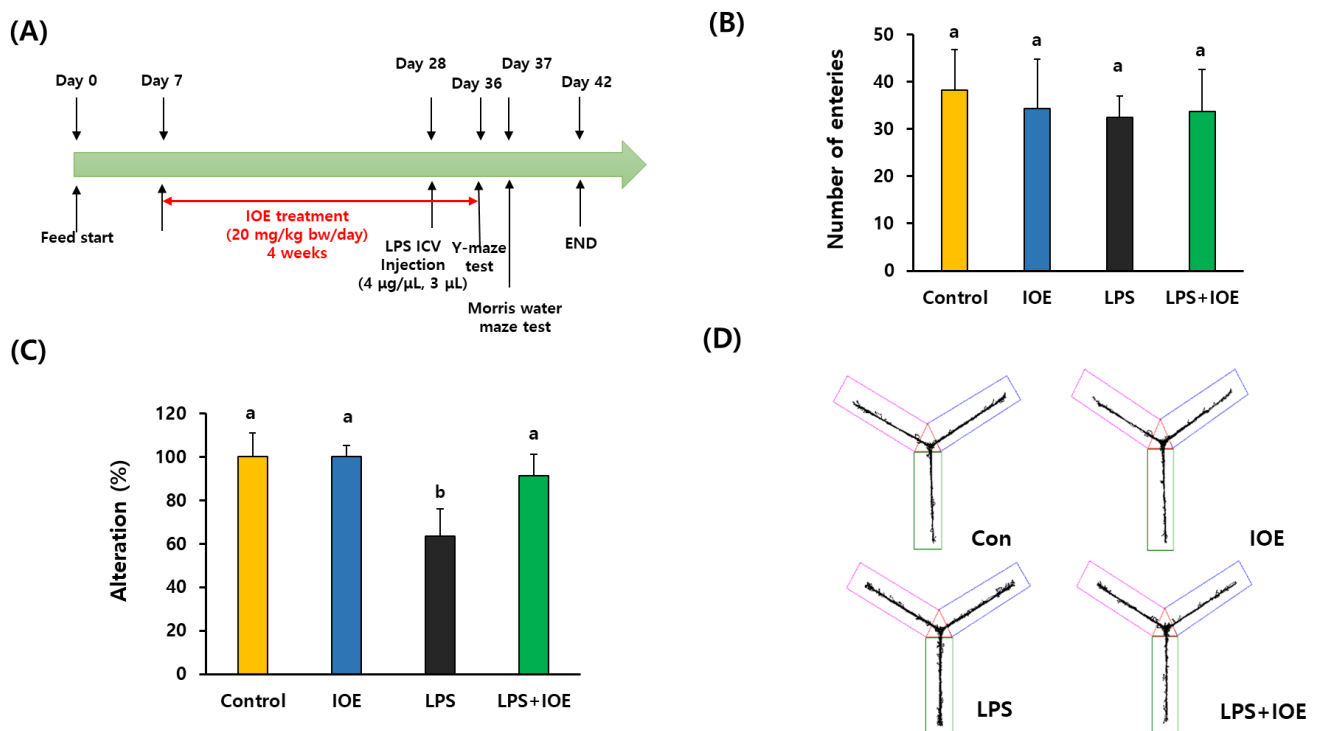 (A)
Day 0
Day 7
Day 28
Day 36
Day 37
Day 42
Feed start
IOE treatment
(20 mg/kg bw/day)
4 weeks
LPS ICV
Injection
(4 μg/μL, 3 μL)
Y-maze
test
Morris water
maze test
END
(B)
Number of enteries
50
40
30
20
10
0
a
a
a
a
Control
IOE
LPS
LPS+IOE
(C)
Alteration (%)
120
100
80
60
40
20
0
a
a
b
a
Control
IOE
LPS
LPS+IOE
(D)
Con
IOE
LPS
LPS+IOE